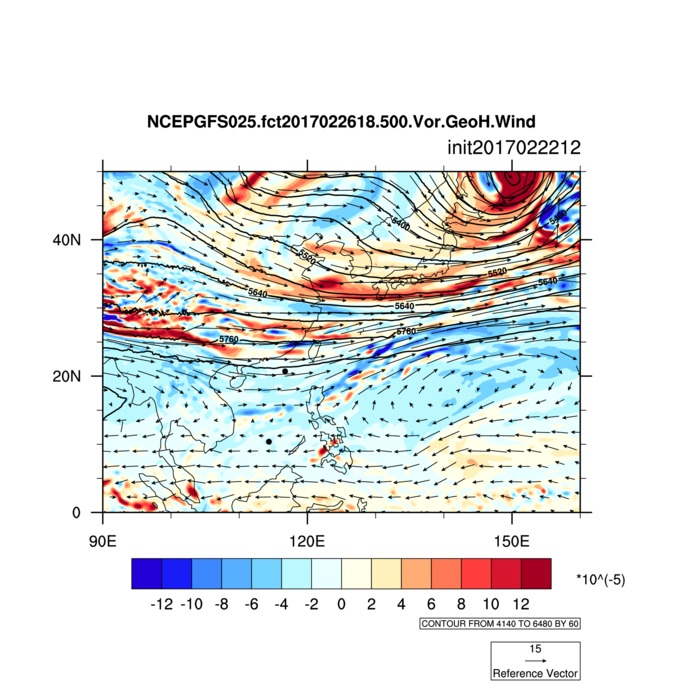 NCEPGFS025.fct2017022618.500.Vor.GeoH.Wind
init2017022212
40N
20N
0
90E 120E 150E
5400
5520
5520
5640
5640
5640
5760
5760
-12 -10 -8 -6 -4 -2 0 2 4 6 8 10 12
*10^(-5)
CONTOUR FROM 4140 TO 6480 BY 60
15
Reference Vector